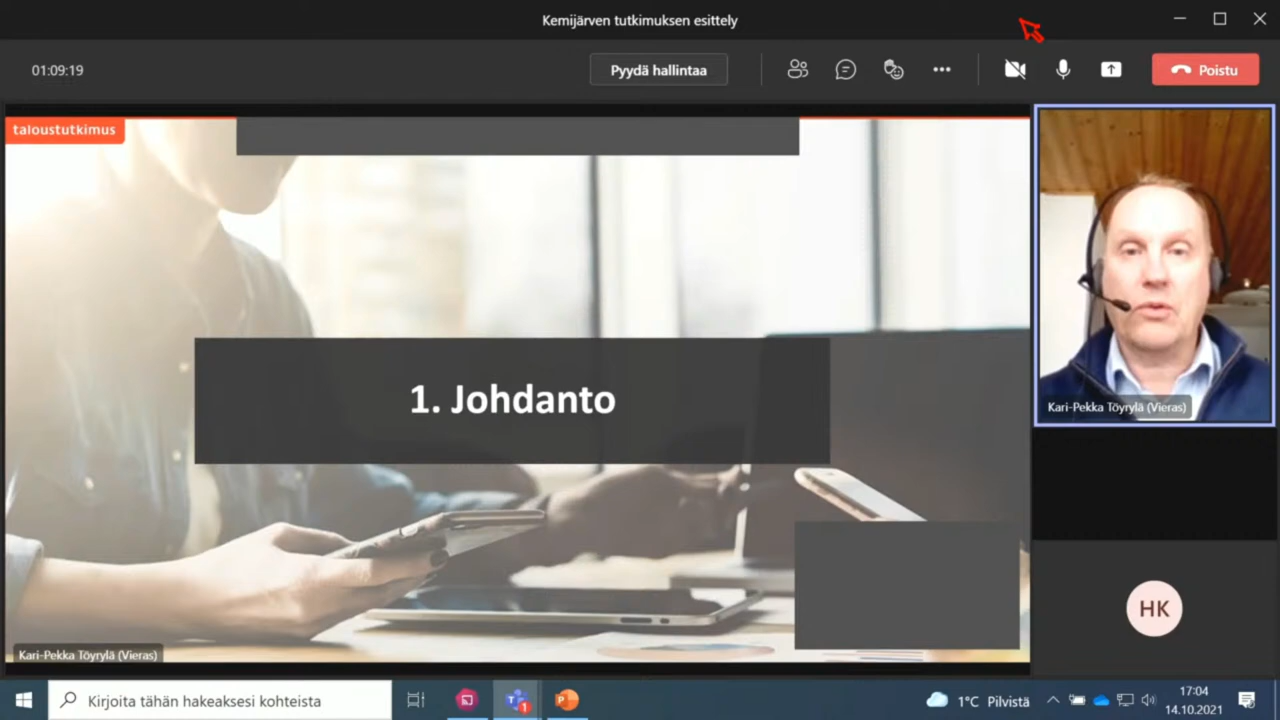 Kemijärven tutkimuksen esittely
01:09:19
Pyydä hallintaa
Poistu
taloustutkimus
1. Johdanto
Kari-Pekka Töyrylä (Vieras)
HK
Kari-Pekka Töyrylä (Vieras)
Kirjoita tähän hakeaksesi kohteista
1
1°C Pilvistä
17:04
14.10.2021